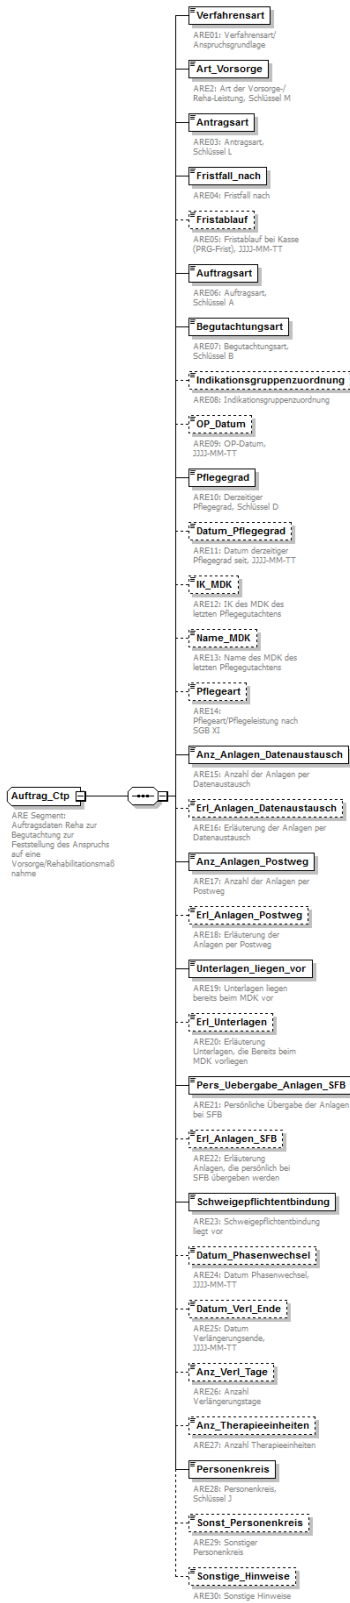 Verfahrensart
ARE01: Verfahrensart/
Anspruchsgrundlage
Art_Vorsorge
ARE2: Art der Vorsorge-/
Reha-Leistung, Schlüssel M
Antragsart
ARE03: Antragsart,
Schlüssel L
Fristfall_nach
ARE04: Fristfall nach
Fristablauf
ARE05: Fristablauf bei Kasse
(PRG-Frist), JJJJ-MM-TT
Auftragsart
ARE06: Auftragsart,
Schlüssel A
Begutachtungsart
ARE07: Begutachtungsart,
Schlüssel B
Indikationsgruppenzuordnung
ARE08: Indikationsgruppenzuordnung
OP_Datum
ARE09: OP-Datum,
JJJJ-MM-TT
Pflegegrad
ARE10: Derzeitiger
Pflegegrad, Schlüssel D
Datum_Pflegegrad
ARE11: Datum derzeitiger
Pflegegrad seit, JJJJ-MM-TT
IK_MDK
ARE12: IK des MDK des
letzten Pflegegutachtens
Name_MDK
ARE13: Name des MDK des
letzten Pflegegutachtens
Pflegeart
ARE14:
Pflegeart/Pflegeleistung nach
SGB XI
Anz_Anlagen_Datenaustausch
ARE15: Anzahl der Anlagen per
Datenaustausch
Auftrag_Ctp
ARE Segment:
Auftragsdaten Reha zur
Begutachtung zur
Feststellung des Anspruchs
auf eine
Vorsorge/Rehabilitationsmaß
nahme
Erl_Anlagen_Datenaustausch
ARE16: Erläuterung der Anlagen per
Datenaustausch
Anz_Anlagen_Postweg
ARE17: Anzahl der Anlagen per
Postweg
Erl_Anlagen_Postweg
ARE18: Erläuterung der
Anlagen per Postweg
Unterlagen_liegen_vor
ARE19: Unterlagen liegen
bereits beim MDK vor
Erl_Unterlagen
ARE20: Erläuterung
Unterlagen, die Bereits beim
MDK vorliegen
Pers_Uebergabe_Anlagen_SFB
ARE21: Persönliche Übergabe der Anlagen
bei SFB
Erl_Anlagen_SFB
ARE22: Erläuterung
Anlagen, die persönlich bei
SFB übergeben werden
Schweigepflichtentbindung
ARE23: Schweigepflichtentbindung
liegt vor
Datum_Phasenwechsel
ARE24: Datum Phasenwechsel,
JJJJ-MM-TT
Datum_Verl_Ende
ARE25: Datum
Verlängerungsende,
JJJJ-MM-TT
Anz_Verl_Tage
ARE26: Anzahl
Verlängerungstage
Anz_Therapieeinheiten
ARE27: Anzahl Therapieeinheiten
Personenkreis
ARE28: Personenkreis,
Schlüssel J
Sonst_Personenkreis
ARE29: Sonstiger
Personenkreis
Sonstige_Hinweise
ARE30: Sonstige Hinweise